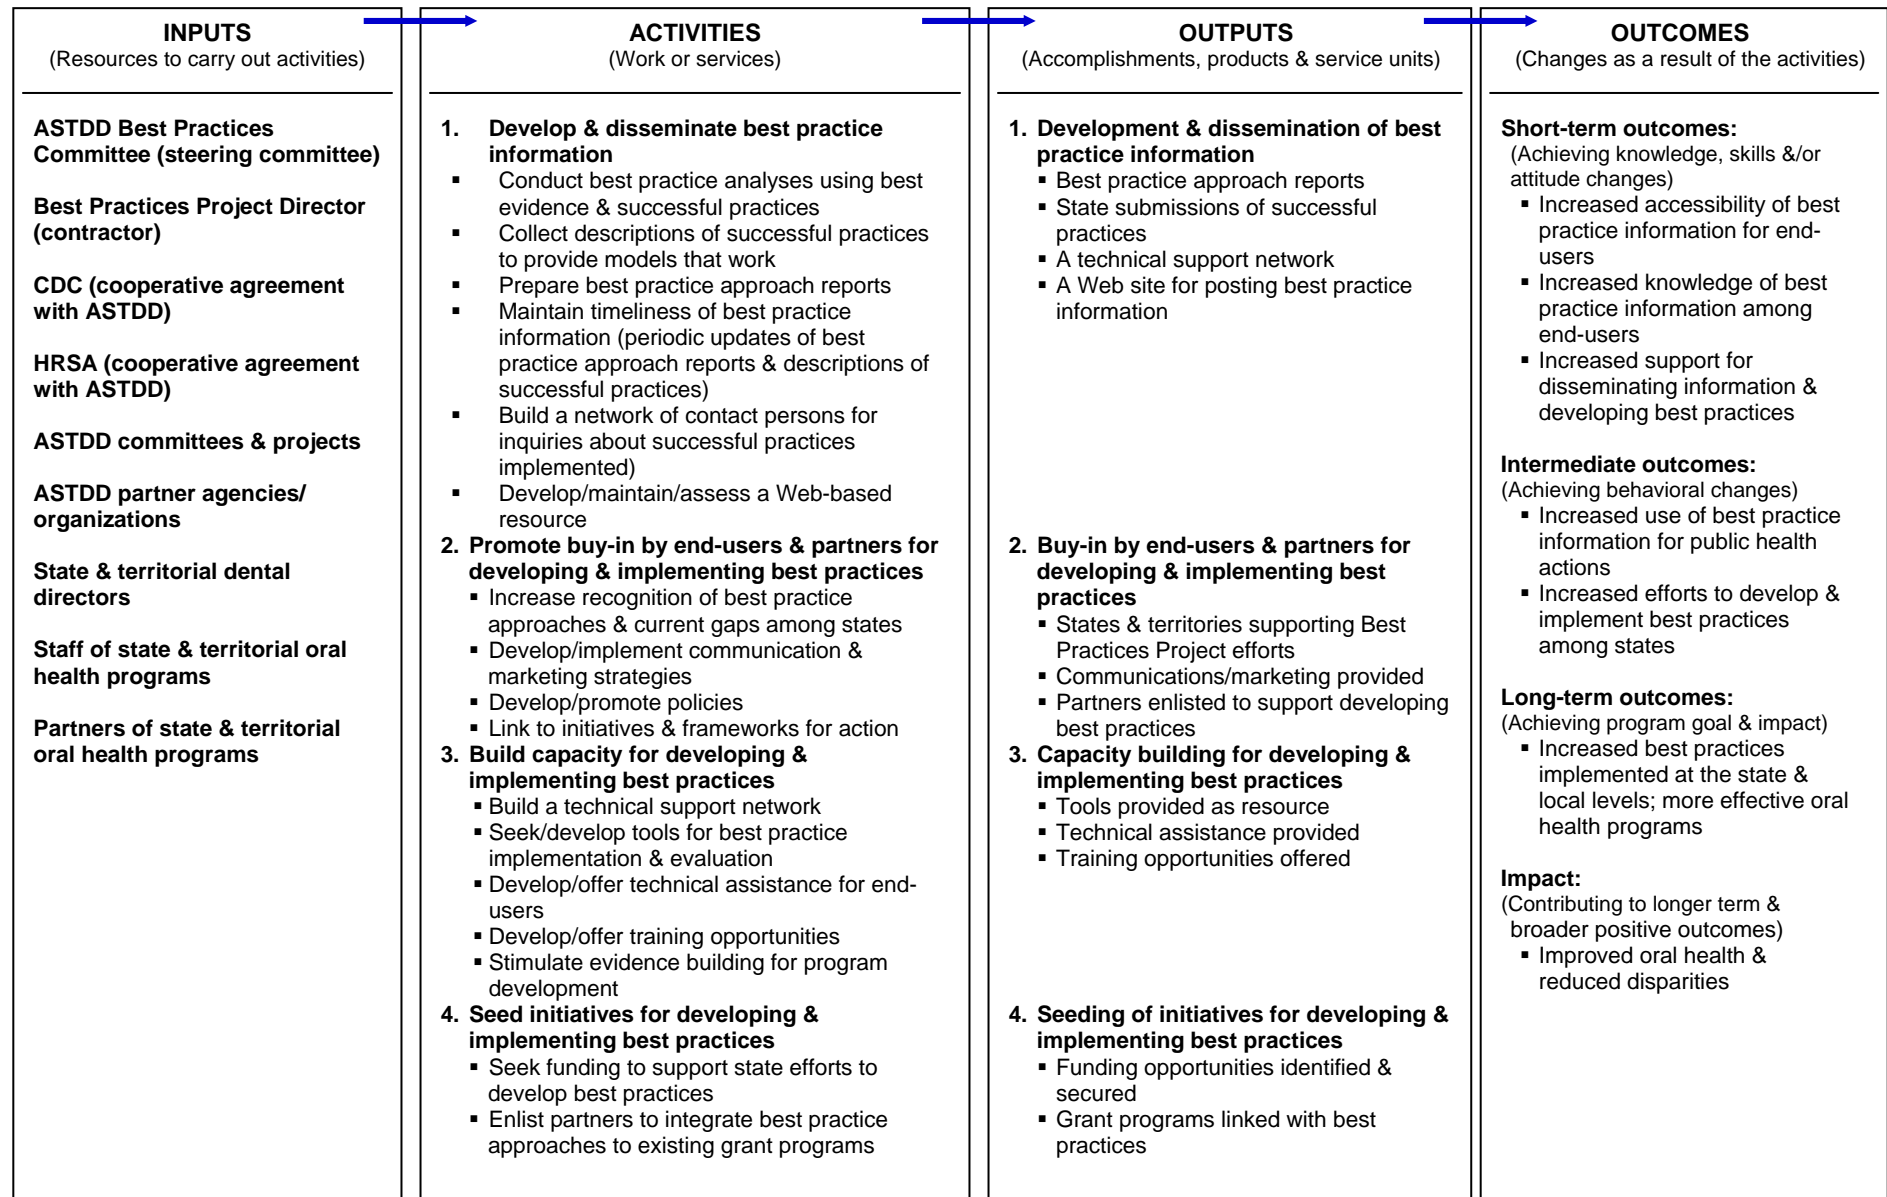 INPUTS
(Resources to carry out activities)
ASTDD Best Practices
Committee (steering committee)
Best Practices Project Director
(contractor)
CDC (cooperative agreement
with ASTDD)
HRSA (cooperative agreement
with ASTDD)
ASTDD committees & projects
ASTDD partner agencies/
organizations
State & territorial dental
directors
Staff of state & territorial oral
health programs
Partners of state & territorial
oral health programs
ACTIVITIES
(Work or services)
1. Develop & disseminate best practice
information
▪ Conduct best practice analyses using best
evidence & successful practices
▪ Collect descriptions of successful practices
to provide models that work
▪ Prepare best practice approach reports
▪ Maintain timeliness of best practice
information (periodic updates of best
practice approach reports & descriptions of
successful practices)
▪ Build a network of contact persons for
inquiries about successful practices
implemented)
▪ Develop/maintain/assess a Web-based
resource
2. Promote buy-in by end-users & partners for
developing & implementing best practices
▪ Increase recognition of best practice
approaches & current gaps among states
▪ Develop/implement communication &
marketing strategies
▪ Develop/promote policies
▪ Link to initiatives & frameworks for action
3. Build capacity for developing &
implementing best practices
▪ Build a technical support network
▪ Seek/develop tools for best practice
implementation & evaluation
▪ Develop/offer technical assistance for end-
users
▪ Develop/offer training opportunities
▪ Stimulate evidence building for program
development
4. Seed initiatives for developing &
implementing best practices
▪ Seek funding to support state efforts to
develop best practices
▪ Enlist partners to integrate best practice
approaches to existing grant programs
OUTPUTS
(Accomplishments, products & service units)
1. Development & dissemination of best
practice information
▪ Best practice approach reports
▪ State submissions of successful
practices
▪ A technical support network
▪ A Web site for posting best practice
information
2. Buy-in by end-users & partners for
developing & implementing best
practices
▪ States & territories supporting Best
Practices Project efforts
▪ Communications/marketing provided
▪ Partners enlisted to support developing
best practices
3. Capacity building for developing &
implementing best practices
▪ Tools provided as resource
▪ Technical assistance provided
▪ Training opportunities offered
4. Seeding of initiatives for developing &
implementing best practices
▪ Funding opportunities identified &
secured
▪ Grant programs linked with best
practices
OUTCOMES
(Changes as a result of the activities)
Short-term outcomes:
(Achieving knowledge, skills &/or
attitude changes)
▪ Increased accessibility of best
practice information for end-
users
▪ Increased knowledge of best
practice information among
end-users
▪ Increased support for
disseminating information &
developing best practices
Intermediate outcomes:
(Achieving behavioral changes)
▪ Increased use of best practice
information for public health
actions
▪ Increased efforts to develop &
implement best practices
among states
Long-term outcomes:
(Achieving program goal & impact)
▪ Increased best practices
implemented at the state &
local levels; more effective oral
health programs
Impact:
(Contributing to longer term &
broader positive outcomes)
▪ Improved oral health &
reduced disparities